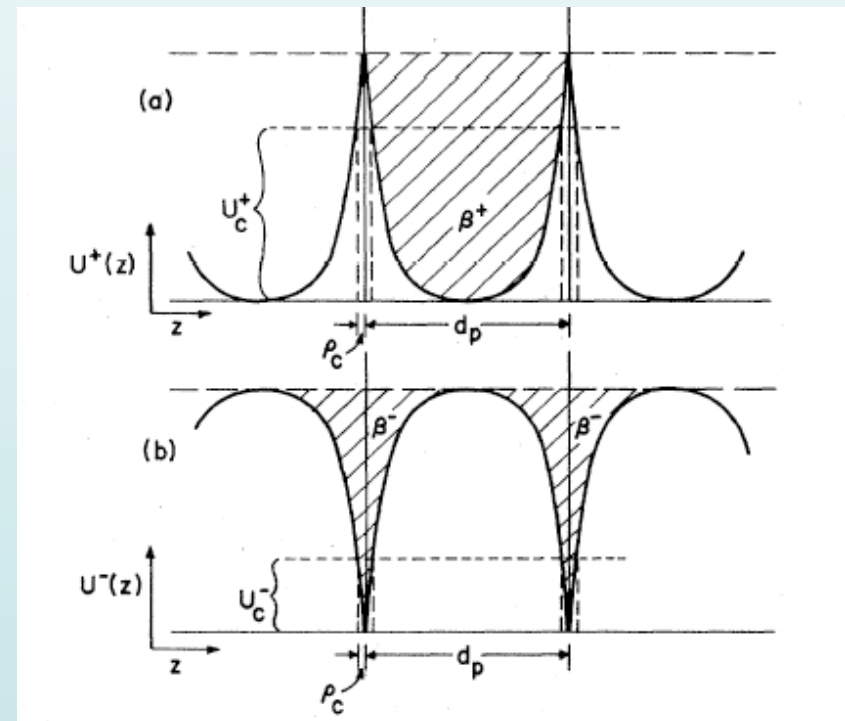 (a)
U_c^+
β^+
U^+(z)
z
d_p
ρ_c
β^- β^-
(b)
U^-(z)
U_c^-
z
d_p
ρ_c